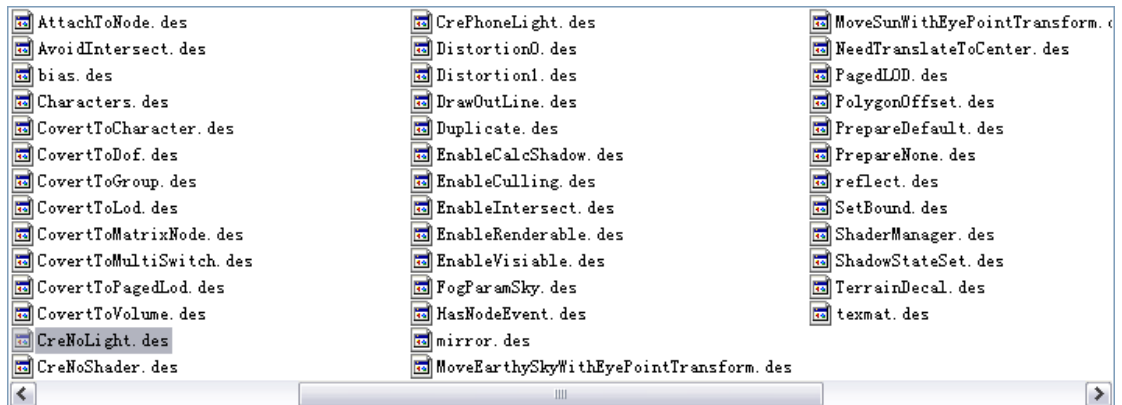 AttachToNode.des
AvoidIntersect.des
bias.des
Characters.des
CovertToCharacter.des
CovertToDof.des
CovertToGroup.des
CovertToLod.des
CovertToMatrixNode.des
CovertToMultiSwitch.des
CovertToPagedLod.des
CovertToVolume.des
CreNoLight.des
CreNoShader.des
CrePhoneLight.des
Distortion0.des
Distortion1.des
DrawOutLine.des
Duplicate.des
EnableCalcShadow.des
EnableCulling.des
EnableIntersect.des
EnableRenderable.des
EnableVisiable.des
FogParamSky.des
HasNodeEvent.des
mirror.des
MoveEarthySkyWithEyePointTransform.des
MoveSunWithEyePointTransform.
NeedTranslateToCenter.des
PagedLOD.des
PolygonOffset.des
PrepareDefault.des
PrepareNone.des
reflect.des
SetBound.des
ShaderManager.des
ShadowStateSet.des
TerrainDecal.des
texmat.des